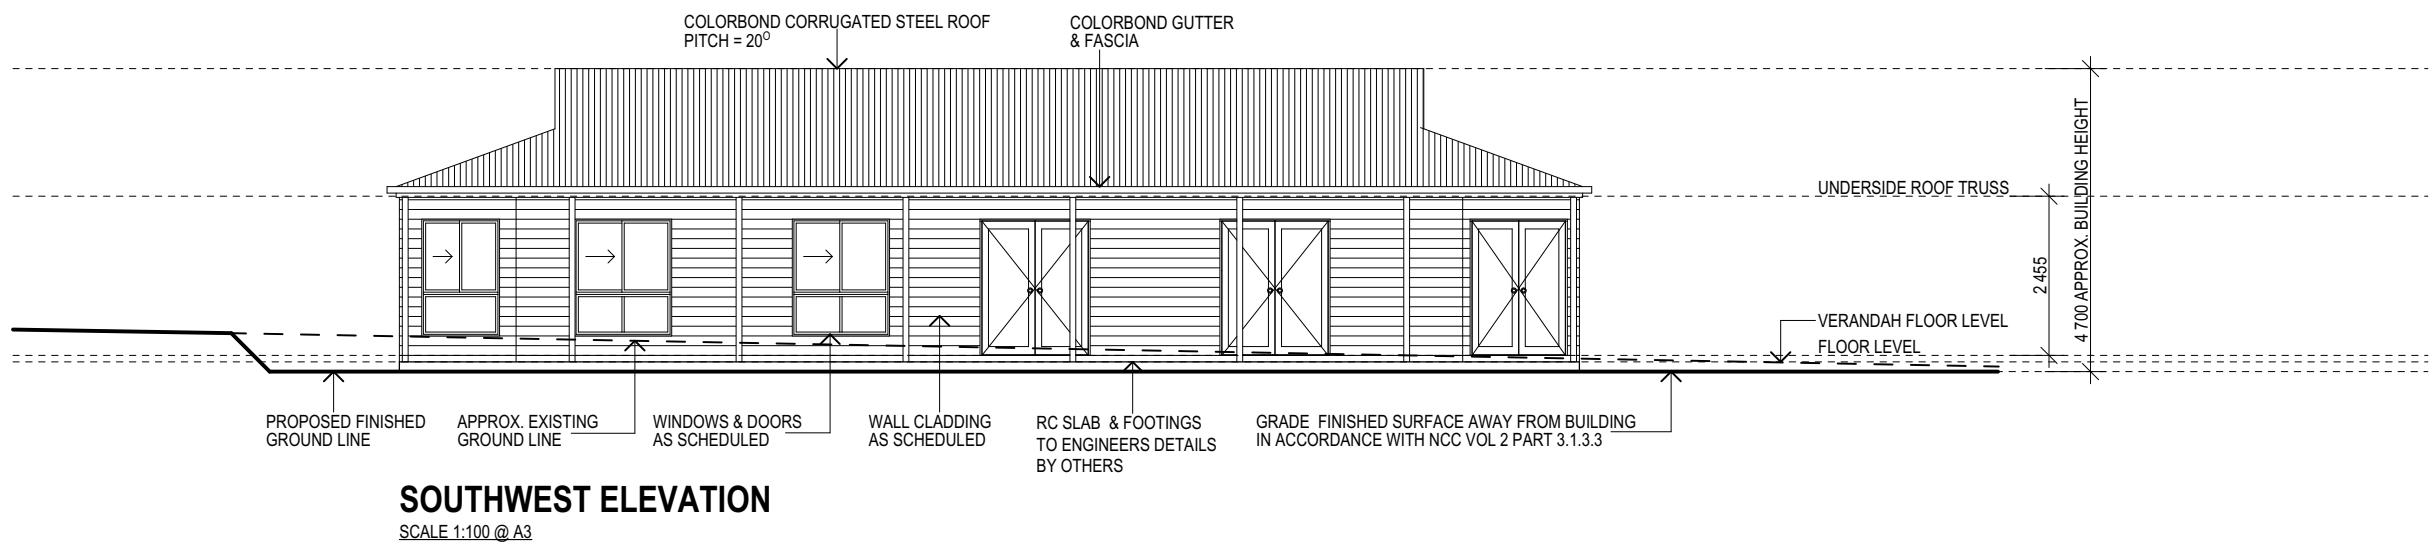 COLORBOND CORRUGATED STEEL ROOF
PITCH = 20°
COLORBOND GUTTER
& FASCIA
UNDERSIDE ROOF TRUSS
2 455
4 700 APPROX. BUILDING HEIGHT
VERANDAH FLOOR LEVEL
FLOOR LEVEL
PROPOSED FINISHED
GROUND LINE
APPROX. EXISTING
GROUND LINE
WINDOWS & DOORS
AS SCHEDULED
WALL CLADDING
AS SCHEDULED
RC SLAB & FOOTINGS
TO ENGINEERS DETAILS
BY OTHERS
GRADE FINISHED SURFACE AWAY FROM BUILDING
IN ACCORDANCE WITH NCC VOL 2 PART 3.1.3.3
SOUTHWEST ELEVATION
SCALE 1:100 @ A3